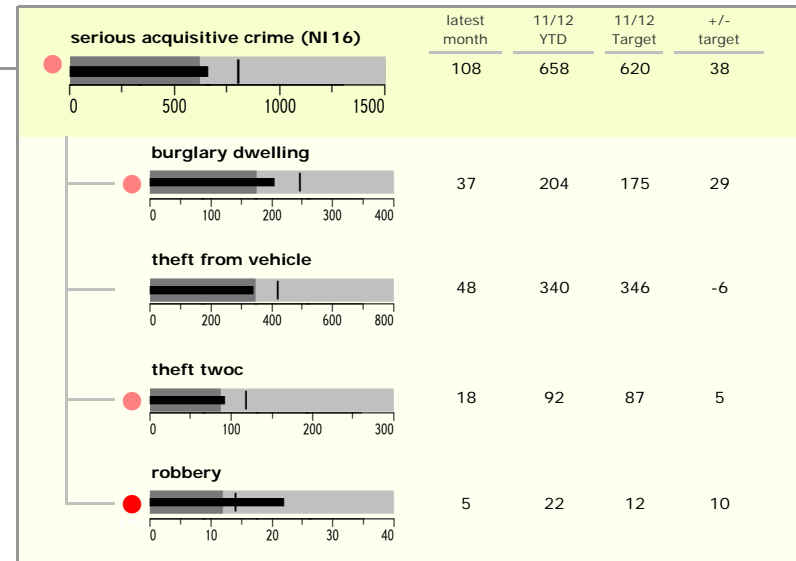 latest 11/12 11/12 +/-
month YTD Target target
serious acquisitive crime (NI16)
108 658 620 38
0 500 1000 1500
burglary dwelling
37 204 175 29
0 100 200 300 400
theft from vehicle
48 340 346 -6
0 200 400 600 800
theft twoc
18 92 87 5
0 100 200 300
robbery
5 22 12 10
0 10 20 30 40